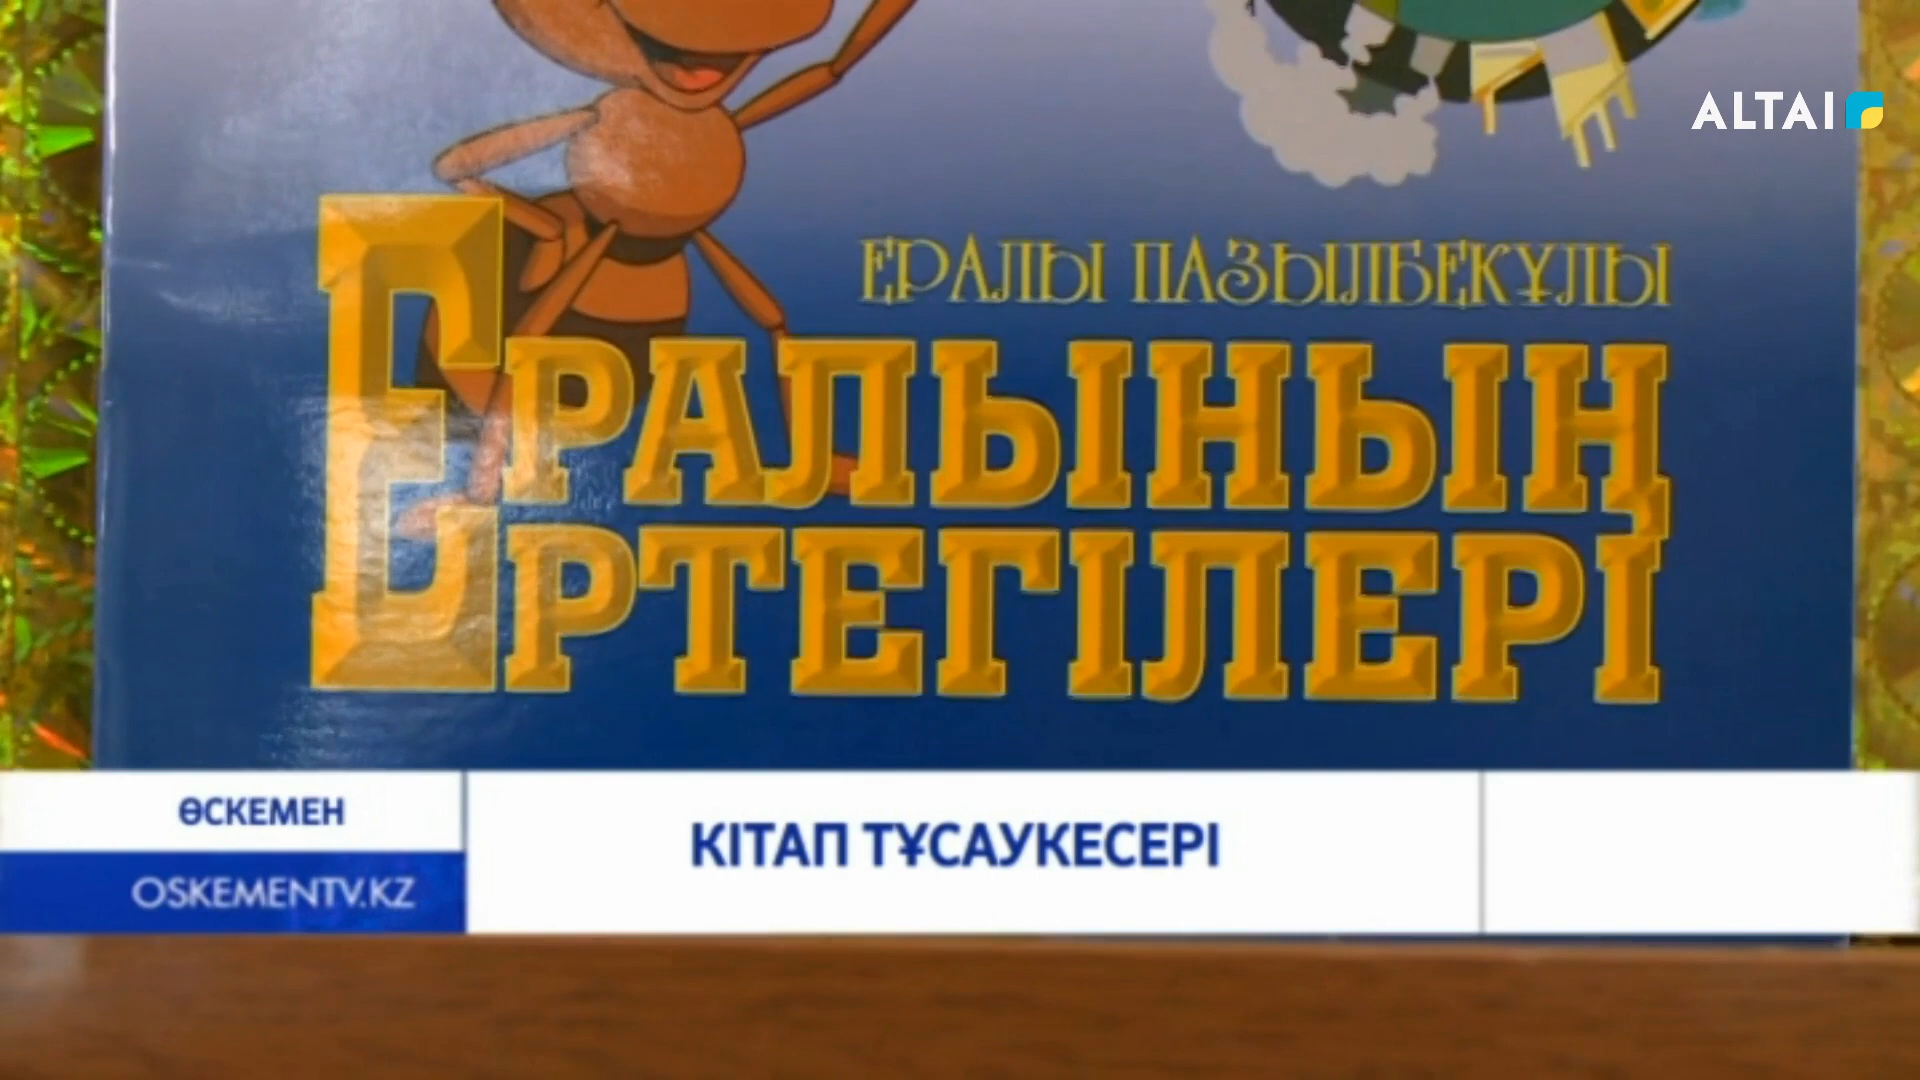 ALTAI
ЕРАЛЫ ПАЗЫЛБЕКҰЛЫ
ЕРАЛЫНЫҢ
ЕРТЕГІЛЕРІ
ӨСКЕМЕН
OSKEMENTV.KZ
КІТАП ТҰСАУКЕСЕРІ